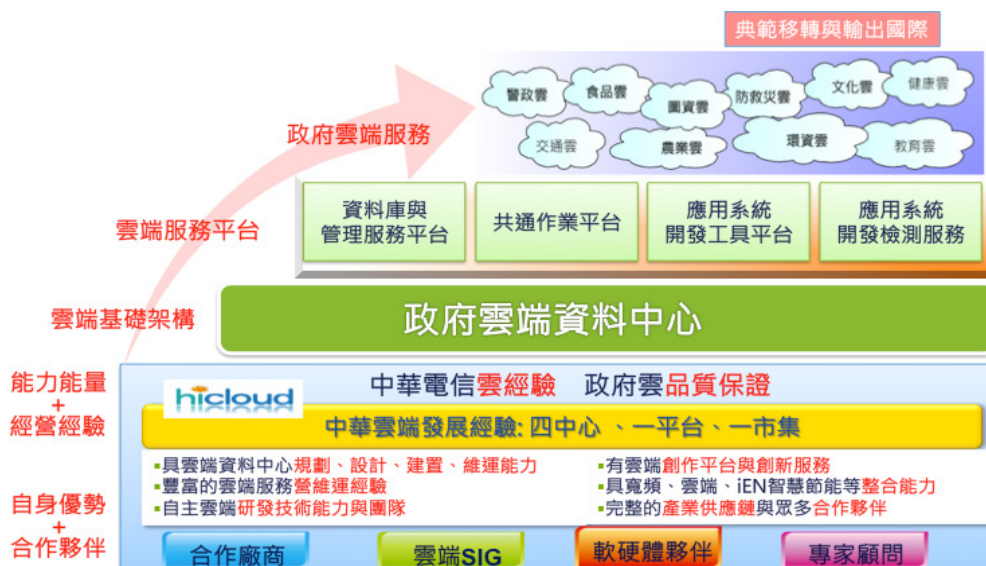 典範移轉與輸出國際
警政雲
食品雲
圖資雲
防救災雲
文化雲
健康雲
交通雲
農業雲
環資雲
教育雲
政府雲端服務
雲端服務平台
資料庫與
管理服務平台
共通作業平台
應用系統
開發工具平台
應用系統
開發檢測服務
雲端基礎架構
政府雲端資料中心
能力能量
+
經營經驗
hicloud
中華電信雲經驗 政府雲品質保證
中華雲端發展經驗: 四中心 、一平台、一市集
▪具雲端資料中心規劃、設計、建置、維運能力
▪豐富的雲端服務營維運經驗
▪自主雲端研發技術能力與團隊
▪有雲端創作平台與創新服務
▪具寬頻、雲端、iEN智慧節能等整合能力
▪完整的產業供應鏈與眾多合作夥伴
自身優勢
+
合作夥伴
合作廠商
雲端SIG
軟硬體夥伴
專家顧問